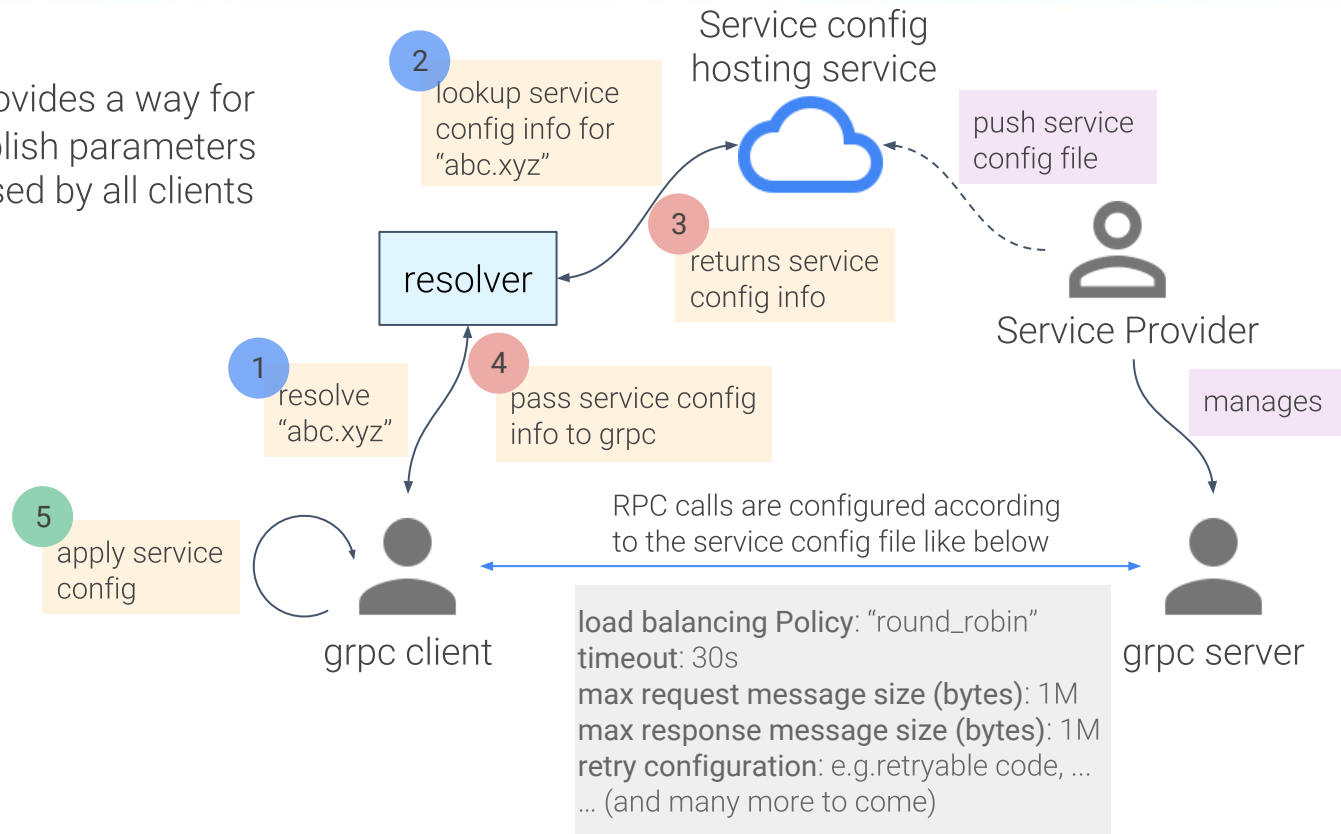 Service config
hosting service
ovides a way for
lish parameters
sed by all clients
2
lookup service
config info for
“abc.xyz”
push service
config file
3
returns service
config info
resolver
Service Provider
1
resolve
“abc.xyz”
4
pass service config
info to grpc
manages
5
apply service
config
RPC calls are configured according
to the service config file like below
grpc client
grpc server
load balancing Policy: “round_robin”
timeout: 30s
max request message size (bytes): 1M
max response message size (bytes): 1M
retry configuration: e.g.retryable code, ...
... (and many more to come)